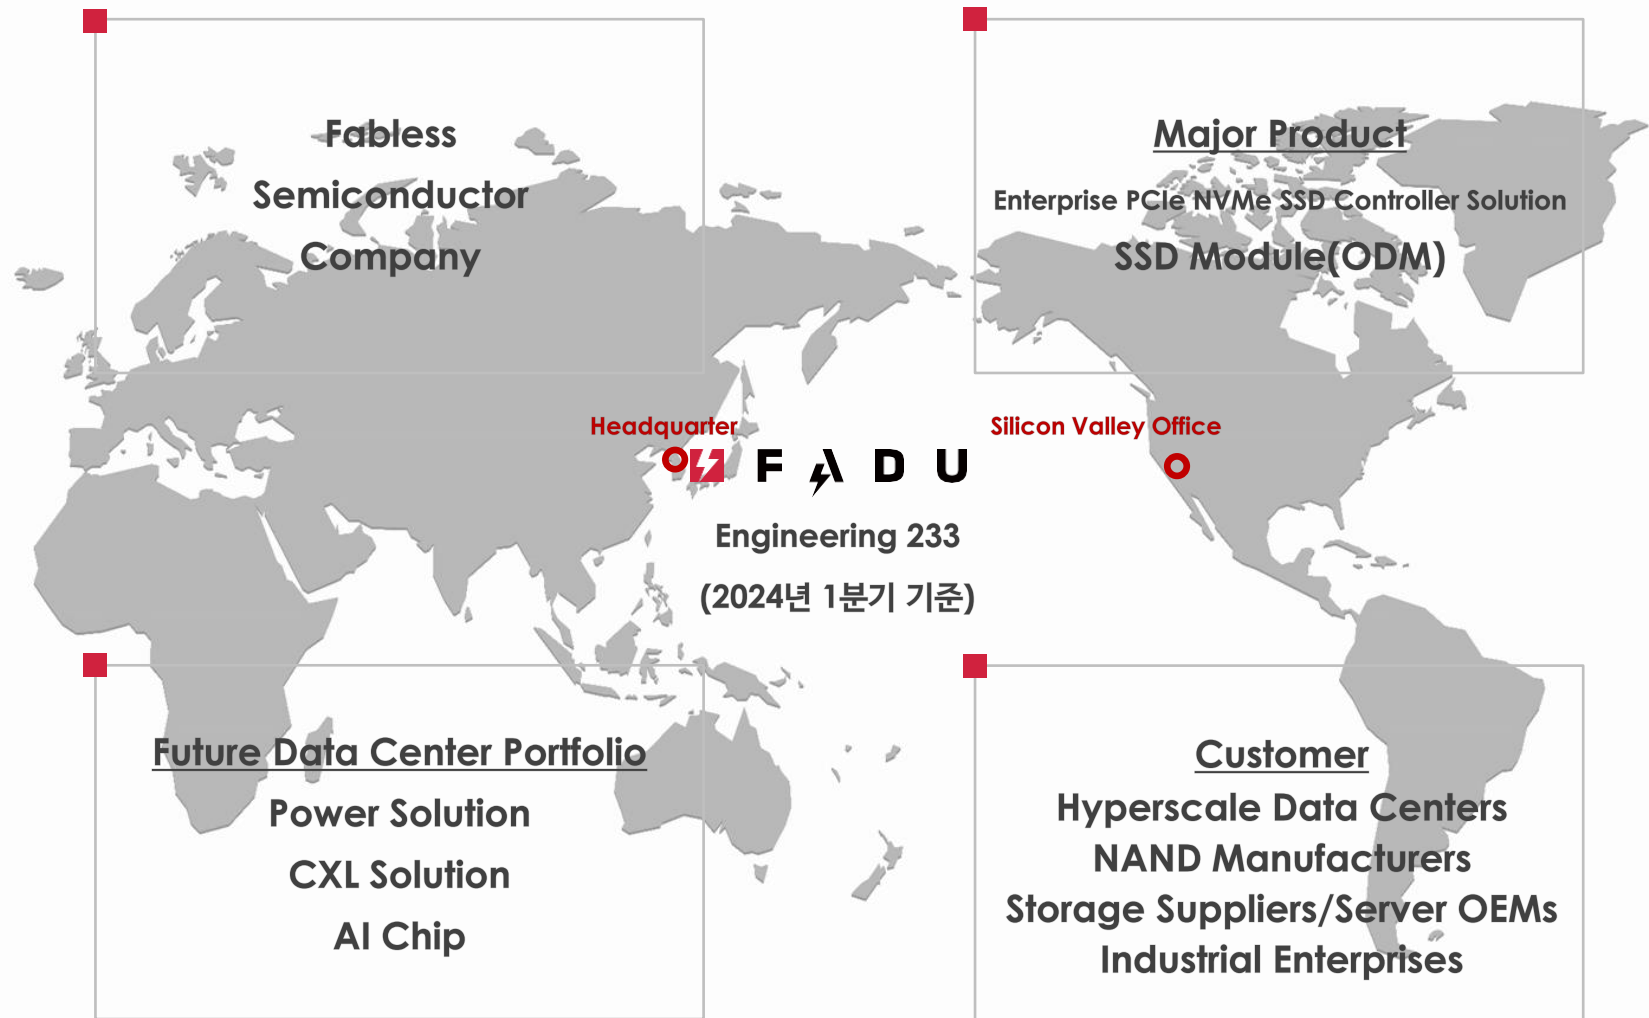 Fabless
Semiconductor
Company
Major Product
Enterprise PCIe NVMe SSD Controller Solution
SSD Module(ODM)
Headquarter
Silicon Valley Office
FADU
Engineering 233
(2024년 1분기 기준)
Future Data Center Portfolio
Power Solution
CXL Solution
AI Chip
Customer
Hyperscale Data Centers
NAND Manufacturers
Storage Suppliers/Server OEMs
Industrial Enterprises